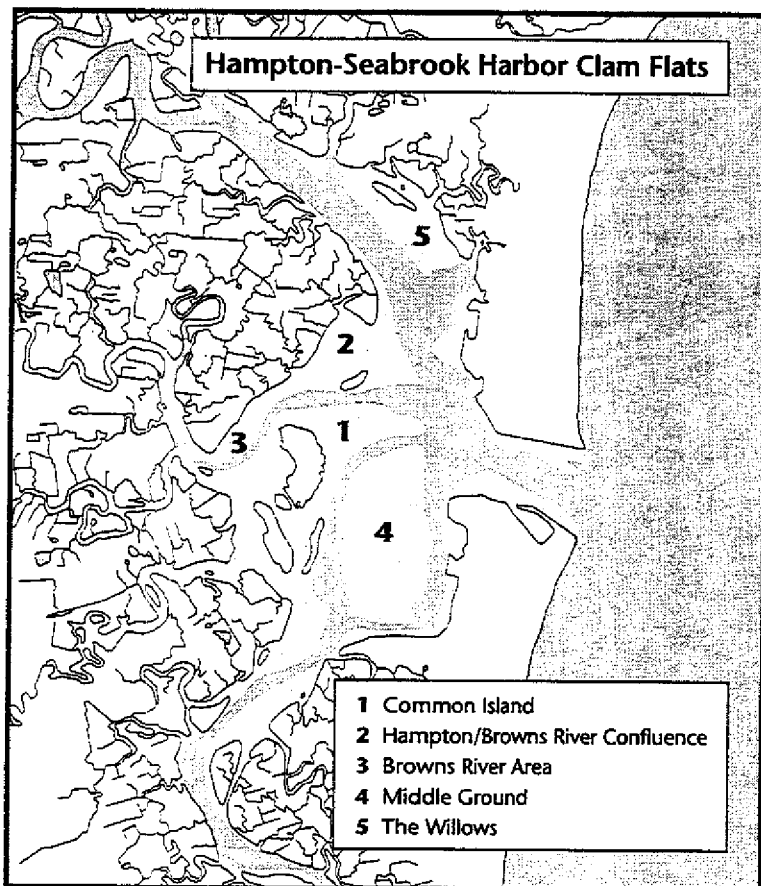 Hampton-Seabrook Harbor Clam Flats
5
2
1
3
4
1 Common Island
2 Hampton/Browns River Confluence
3 Browns River Area
4 Middle Ground
5 The Willows